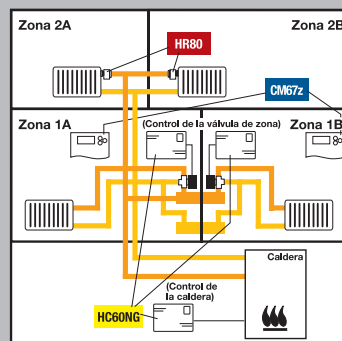 Zona 2A
Zona 2B
HR80
CM67z
Zona 1A
(Control de la válvula de zona)
Zona 1B
Caldera
(Control de
la caldera)
HC60NG